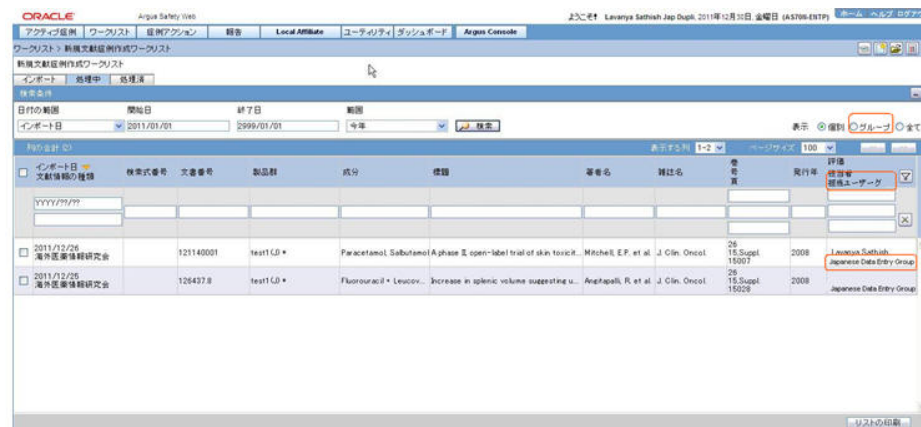 ORACLE Argus Safety Web
ようこそ! Lavanya Sathish Jap Dupli, 2011年12月30日, 金曜日 (AS70N-ENTP) ホーム ヘルプ ログアウ
アクティブ症例 ワークリスト 症例アクション 報告 Local Affiliate ユーティリティ ダッシュボード Argus Console
ワークリスト > 新規文献症例作成ワークリスト
新規文献症例作成ワークリスト
インポート 処理中 処理済
検索条件
日付の範囲 開始日 終了日 範囲
インポート日 2011/01/01 2999/01/01 今年 検索 表示 個別 グループ 全て
列の合計 (2) 表示する列 1-2 ページサイズ 100
インポート日 文献情報の種類 検索式番号 文書番号 製品群 成分 標題 著者名 雑誌名 巻 号 頁 発行年 評価 担当者 担当ユーザーグ
YYYY/??/??
2011/12/26 海外医薬情報研究会 121140001 test1 Paracetamol, Salbutamol A phase II, open-label trial of skin toxicit... Mitchell, E.P. et al. J. Clin. Oncol. 26 15,Suppl. 15007 2008 Lavanya Sathish Japanese Data Entry Group
2011/12/25 海外医薬情報研究会 126437.8 test1 Fluorouracil + Leucov... Increase in splenic volume suggesting u... Angitapalli, R. et al. J. Clin. Oncol. 26 15,Suppl. 15028 2008 Japanese Data Entry Group
リストの印刷